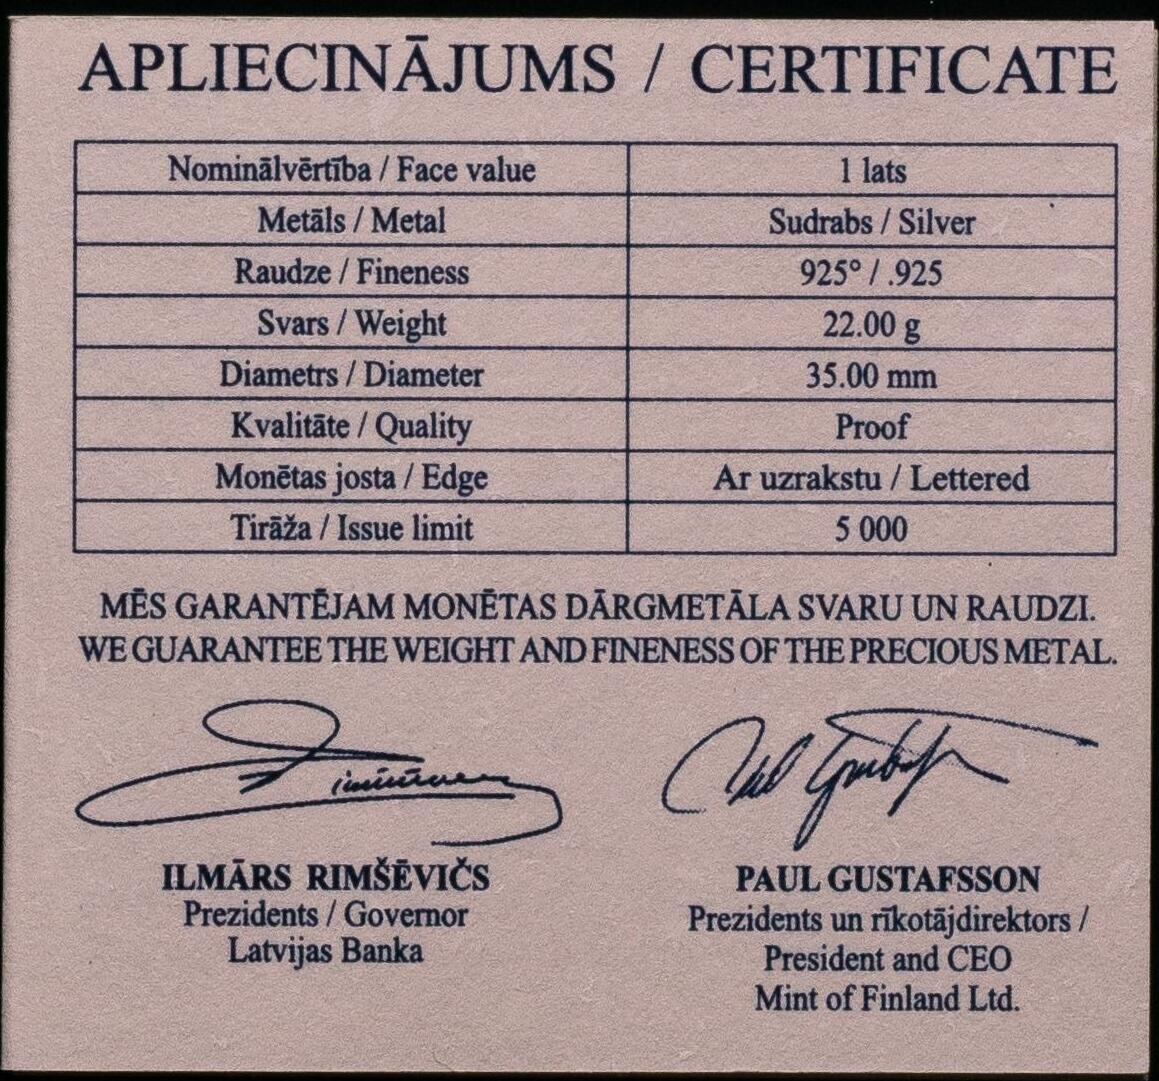 APLIECINĀJUMS / CERTIFICATE
Nominālvērtība / Face value 1 lats
Metāls / Metal Sudrabs / Silver
Raudze / Fineness 925° / .925
Svars / Weight 22.00 g
Diametrs / Diameter 35.00 mm
Kvalitāte / Quality Proof
Monētas josta / Edge Ar uzrakstu / Lettered
Tirāža / Issue limit 5 000
MĒS GARANTĒJAM MONĒTAS DĀRGMETĀLA SVARU UN RAUDZI.
WE GUARANTEE THE WEIGHT AND FINENESS OF THE PRECIOUS METAL.
ILMĀRS RIMŠĒVIČS
Prezidents / Governor
Latvijas Banka
PAUL GUSTAFSSON
Prezidents un rīkotājdirektors /
President and CEO
Mint of Finland Ltd.